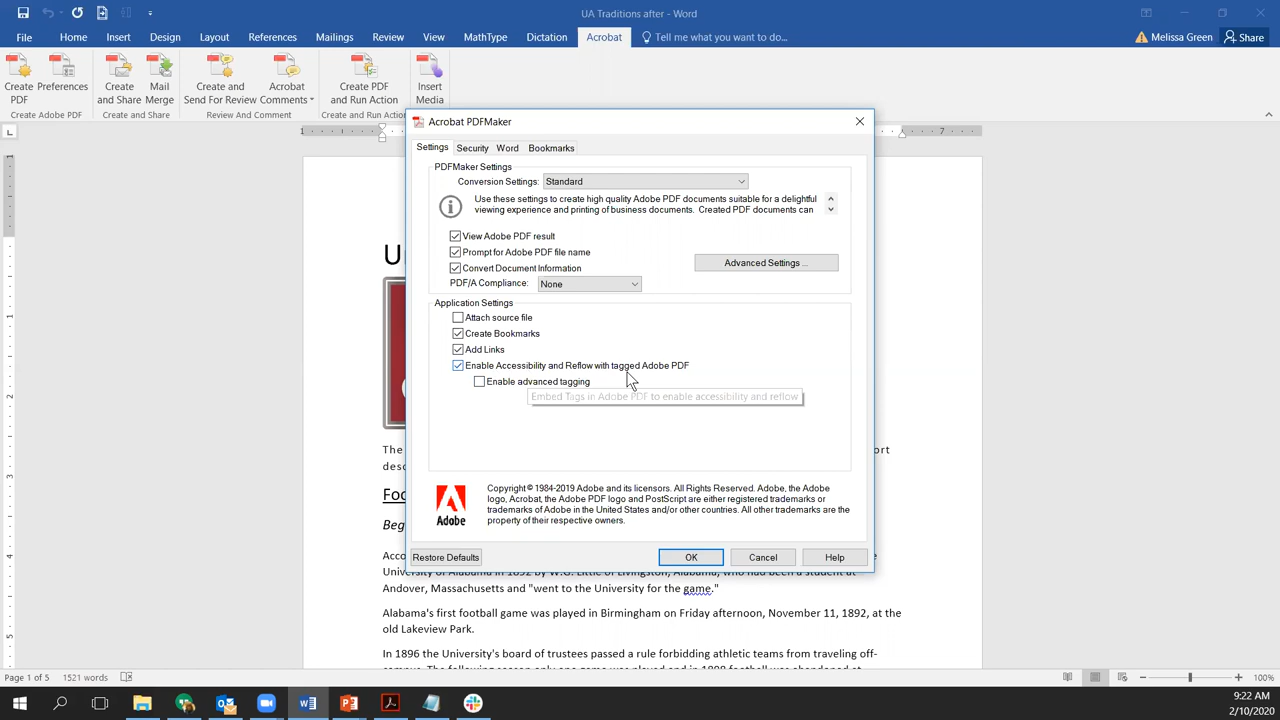 UA Traditions after - Word
File Home Insert Design Layout References Mailings Review View MathType Dictation Acrobat Tell me what you want to do... Melissa Green Share
Create PDF
Preferences
Create and Share
Mail Merge
Create and Send For Review
Acrobat Comments
Create PDF and Run Action
Insert Media
Create Adobe PDF Create and Share Review And Comment Create and Run Action
Acrobat PDFMaker
1 7
Settings Security Word Bookmarks
PDFMaker Settings
Conversion Settings: Standard
Use these settings to create high quality Adobe PDF documents suitable for a delightful
viewing experience and printing of business documents. Created PDF documents can
View Adobe PDF result
Prompt for Adobe PDF file name
Advanced Settings ...
Convert Document Information
PDF/A Compliance: None
Application Settings
Attach source file
Create Bookmarks
Add Links
Enable Accessibility and Reflow with tagged Adobe PDF
Enable advanced tagging
Embed Tags in Adobe PDF to enable accessibility and reflow
Copyright © 1984-2019 Adobe and its licensors. All Rights Reserved. Adobe, the Adobe
logo, Acrobat, the Adobe PDF logo and PostScript are either registered trademarks or
trademarks of Adobe in the United States and/or other countries. All other trademarks are the
property of their respective owners.
Adobe
Restore Defaults OK Cancel Help
The
University of Alabama in 1892 by W.G. Little of Livingston, Alabama, who had been a student at
Andover, Massachusetts and "went to the University for the game."
Alabama's first football game was played in Birmingham on Friday afternoon, November 11, 1892, at the
old Lakeview Park.
In 1896 the University's board of trustees passed a rule forbidding athletic teams from traveling off-
Page 1 of 5 1521 words 100%
9:22 AM
2/10/2020